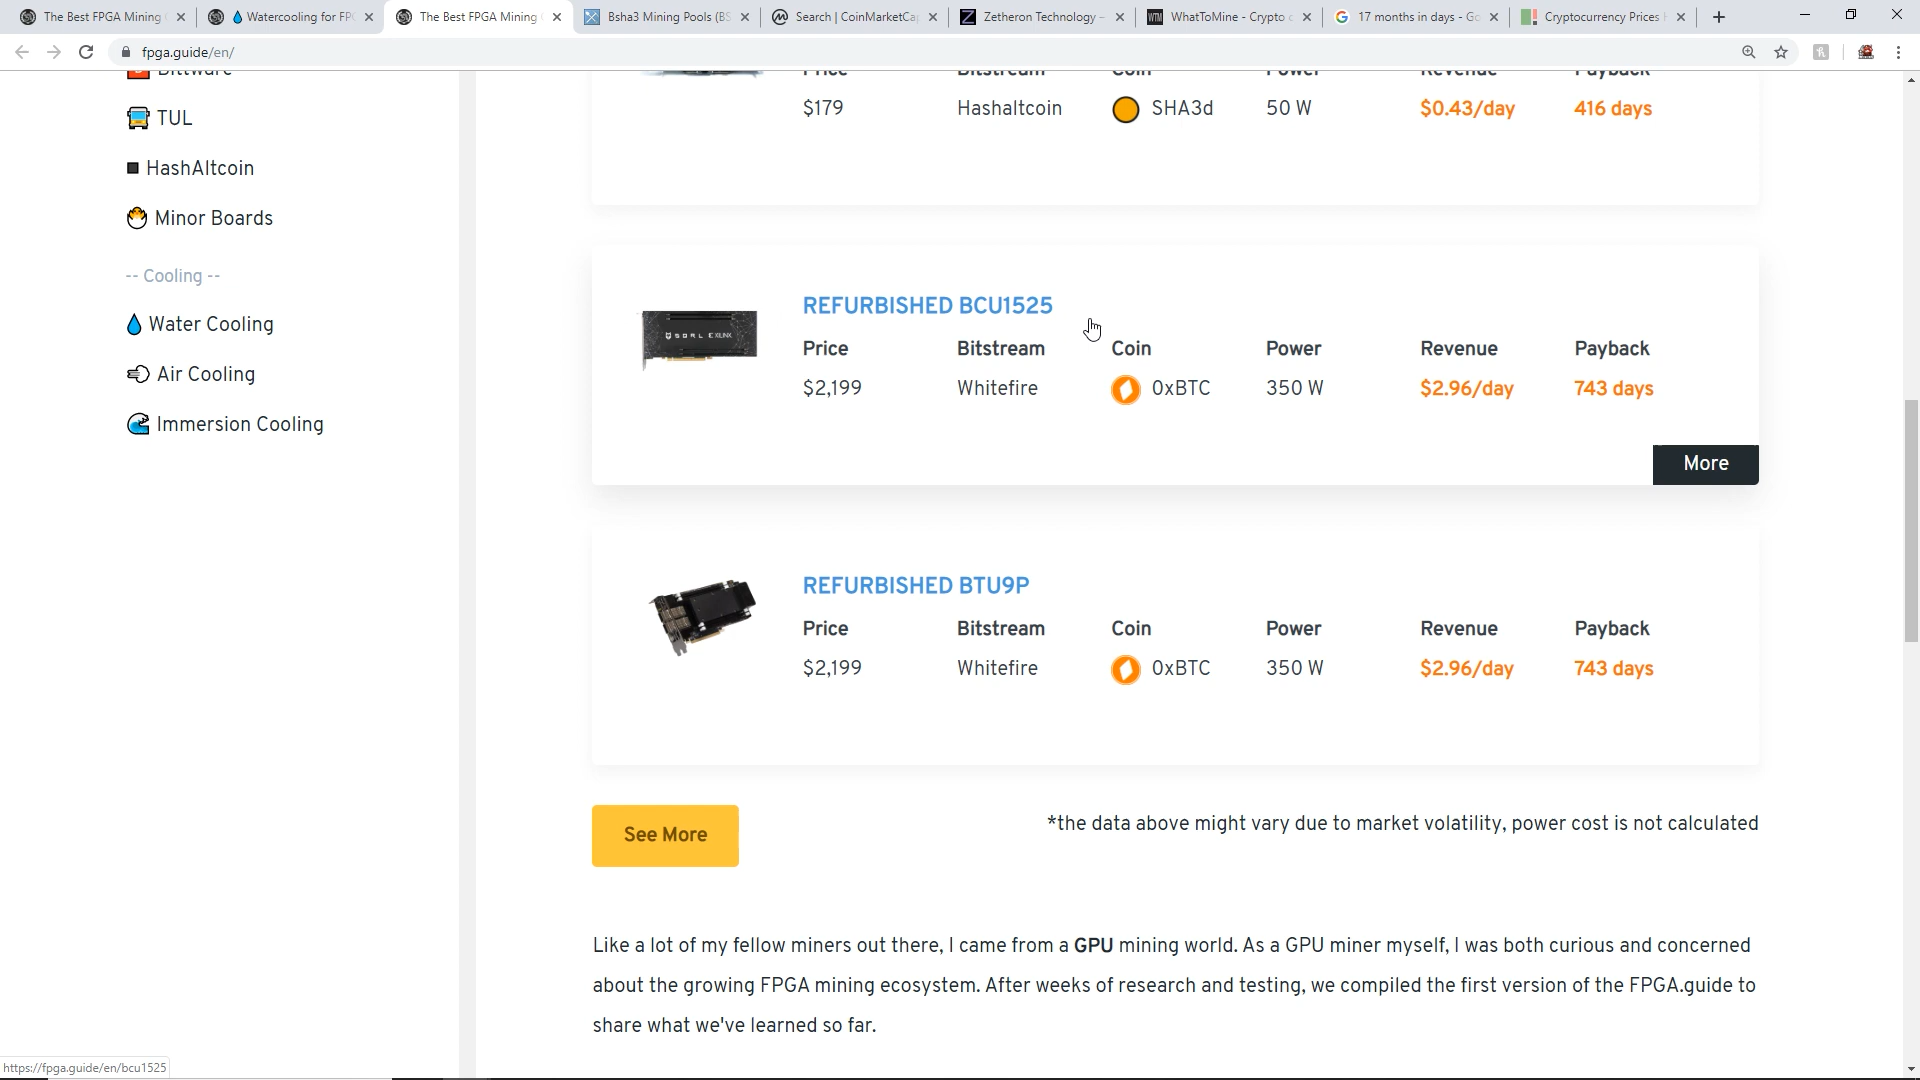 The Best FPGA Mining
Watercooling for FP
The Best FPGA Mining
Bsha3 Mining Pools (BS
Search | CoinMarketCa
Zetheron Technology -
WhatToMine - Crypto c
17 months in days - Go
Cryptocurrency Prices
fpga.guide/en/
Bittware
TUL
HashAltcoin
Minor Boards
-- Cooling --
Water Cooling
Air Cooling
Immersion Cooling
Price Bitstream Coin Power Revenue Payback
$179 Hashaltcoin SHA3d 50 W $0.43/day 416 days
REFURBISHED BCU1525
Price Bitstream Coin Power Revenue Payback
$2,199 Whitefire 0xBTC 350 W $2.96/day 743 days
More
REFURBISHED BTU9P
Price Bitstream Coin Power Revenue Payback
$2,199 Whitefire 0xBTC 350 W $2.96/day 743 days
See More
*the data above might vary due to market volatility, power cost is not calculated
Like a lot of my fellow miners out there, I came from a GPU mining world. As a GPU miner myself, I was both curious and concerned
about the growing FPGA mining ecosystem. After weeks of research and testing, we compiled the first version of the FPGA.guide to
share what we've learned so far.
https://fpga.guide/en/bcu1525